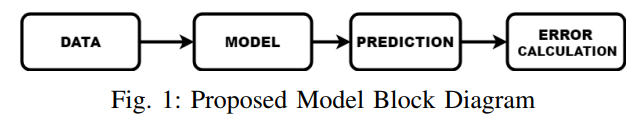 DATA
MODEL
PREDICTION
ERROR
CALCULATION
Fig. 1: Proposed Model Block Diagram